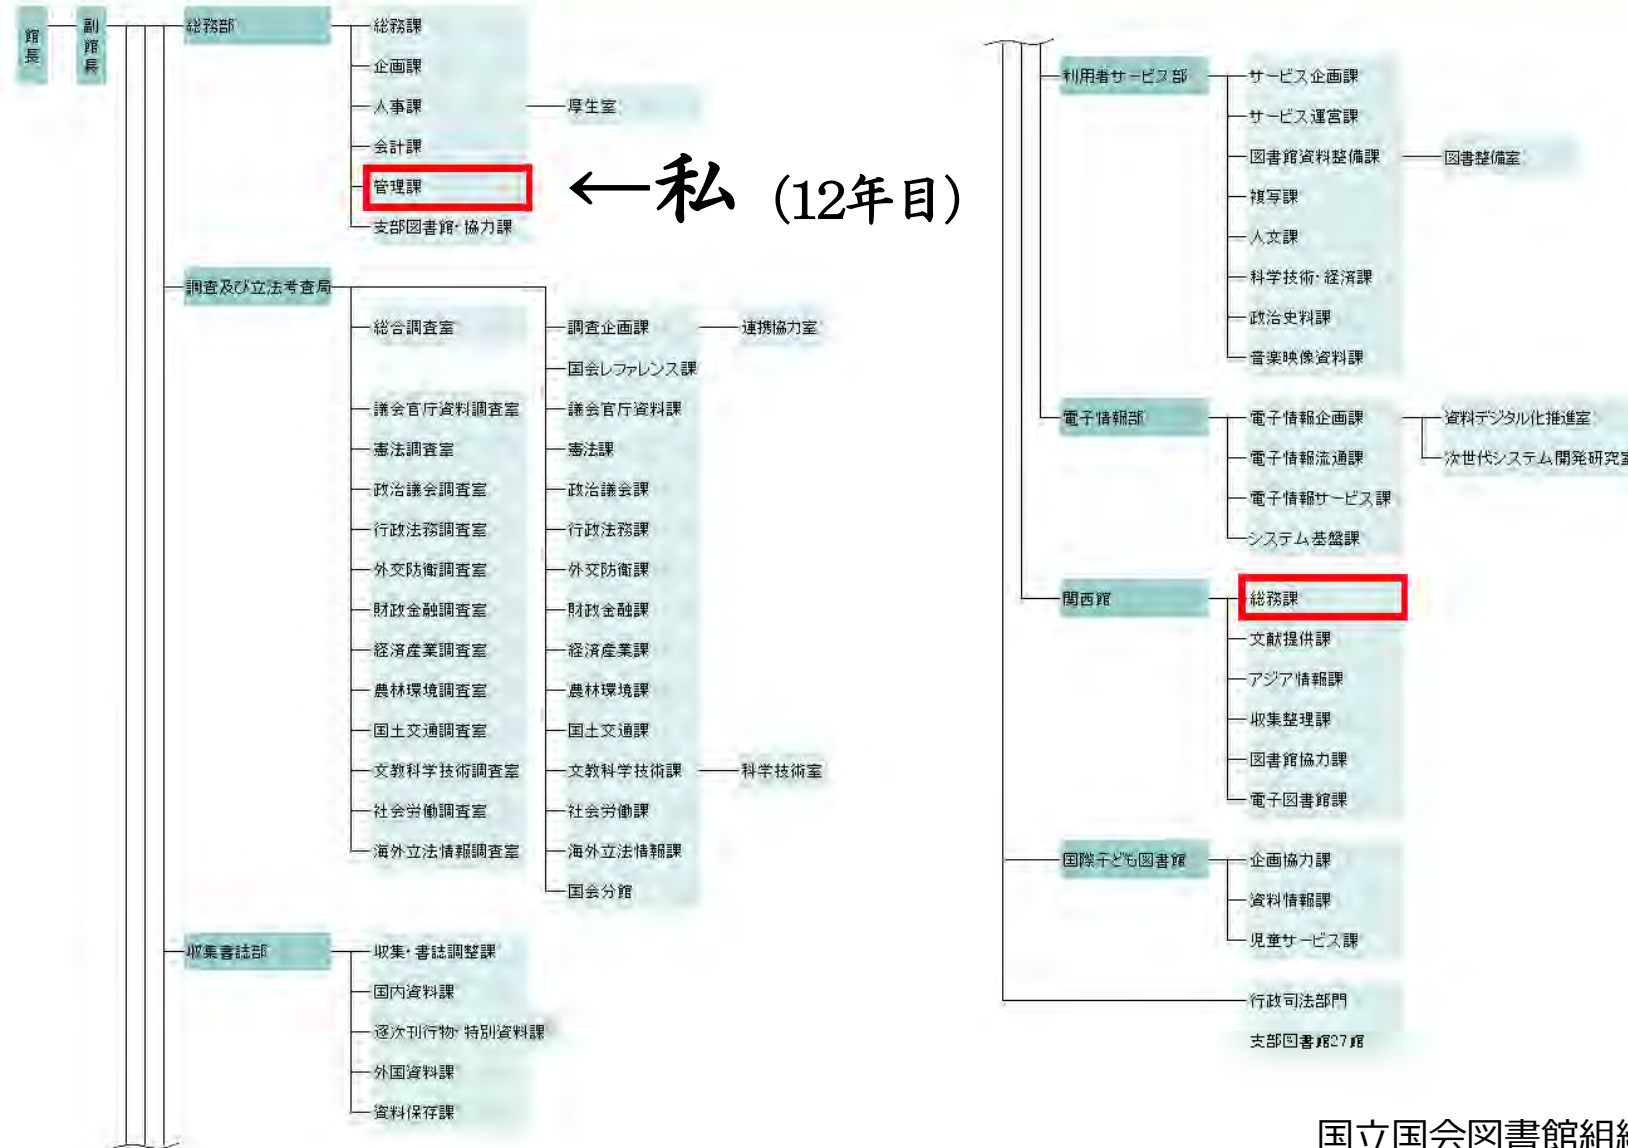 館長
副館長
総務部
総務課
企画課
人事課
厚生室
会計課
管理課
←私 (12年目)
支部図書館・協力課
調査及び立法考査局
総合調査室
調査企画課
連携協力室
国会レファレンス課
議会官庁資料調査室
議会官庁資料課
憲法調査室
憲法課
政治議会調査室
政治議会課
行政法務調査室
行政法務課
外交防衛調査室
外交防衛課
財政金融調査室
財政金融課
経済産業調査室
経済産業課
農林環境調査室
農林環境課
国土交通調査室
国土交通課
文教科学技術調査室
文教科学技術課
科学技術室
社会労働調査室
社会労働課
海外立法情報調査室
海外立法情報課
国会分館
収集書誌部
収集・書誌調整課
国内資料課
逐次刊行物・特別資料課
外国資料課
資料保存課
利用者サービス部
サービス企画課
サービス運営課
図書館資料整備課
図書整備室
複写課
人文課
科学技術・経済課
政治史料課
音楽映像資料課
電子情報部
電子情報企画課
資料デジタル化推進室
次世代システム開発研究室
電子情報流通課
電子情報サービス課
システム基盤課
関西館
総務課
文献提供課
アジア情報課
収集整理課
図書館協力課
電子図書館課
国際子ども図書館
企画協力課
資料情報課
児童サービス課
行政司法部門
支部図書館27館
国立国会図書館組